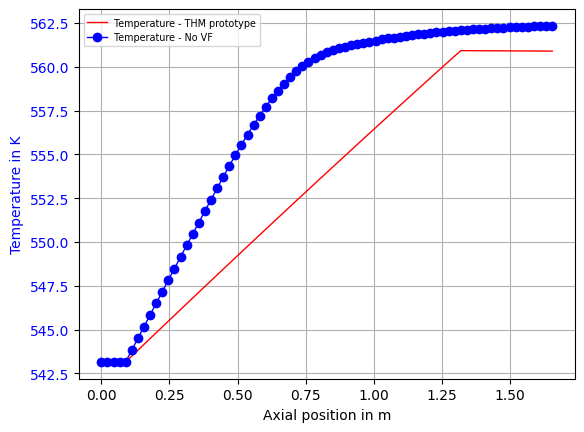 Temperature - THM prototype
Temperature - No VF
562.5
560.0
557.5
555.0
552.5
550.0
547.5
545.0
542.5
Temperature in K
0.00 0.25 0.50 0.75 1.00 1.25 1.50
Axial position in m